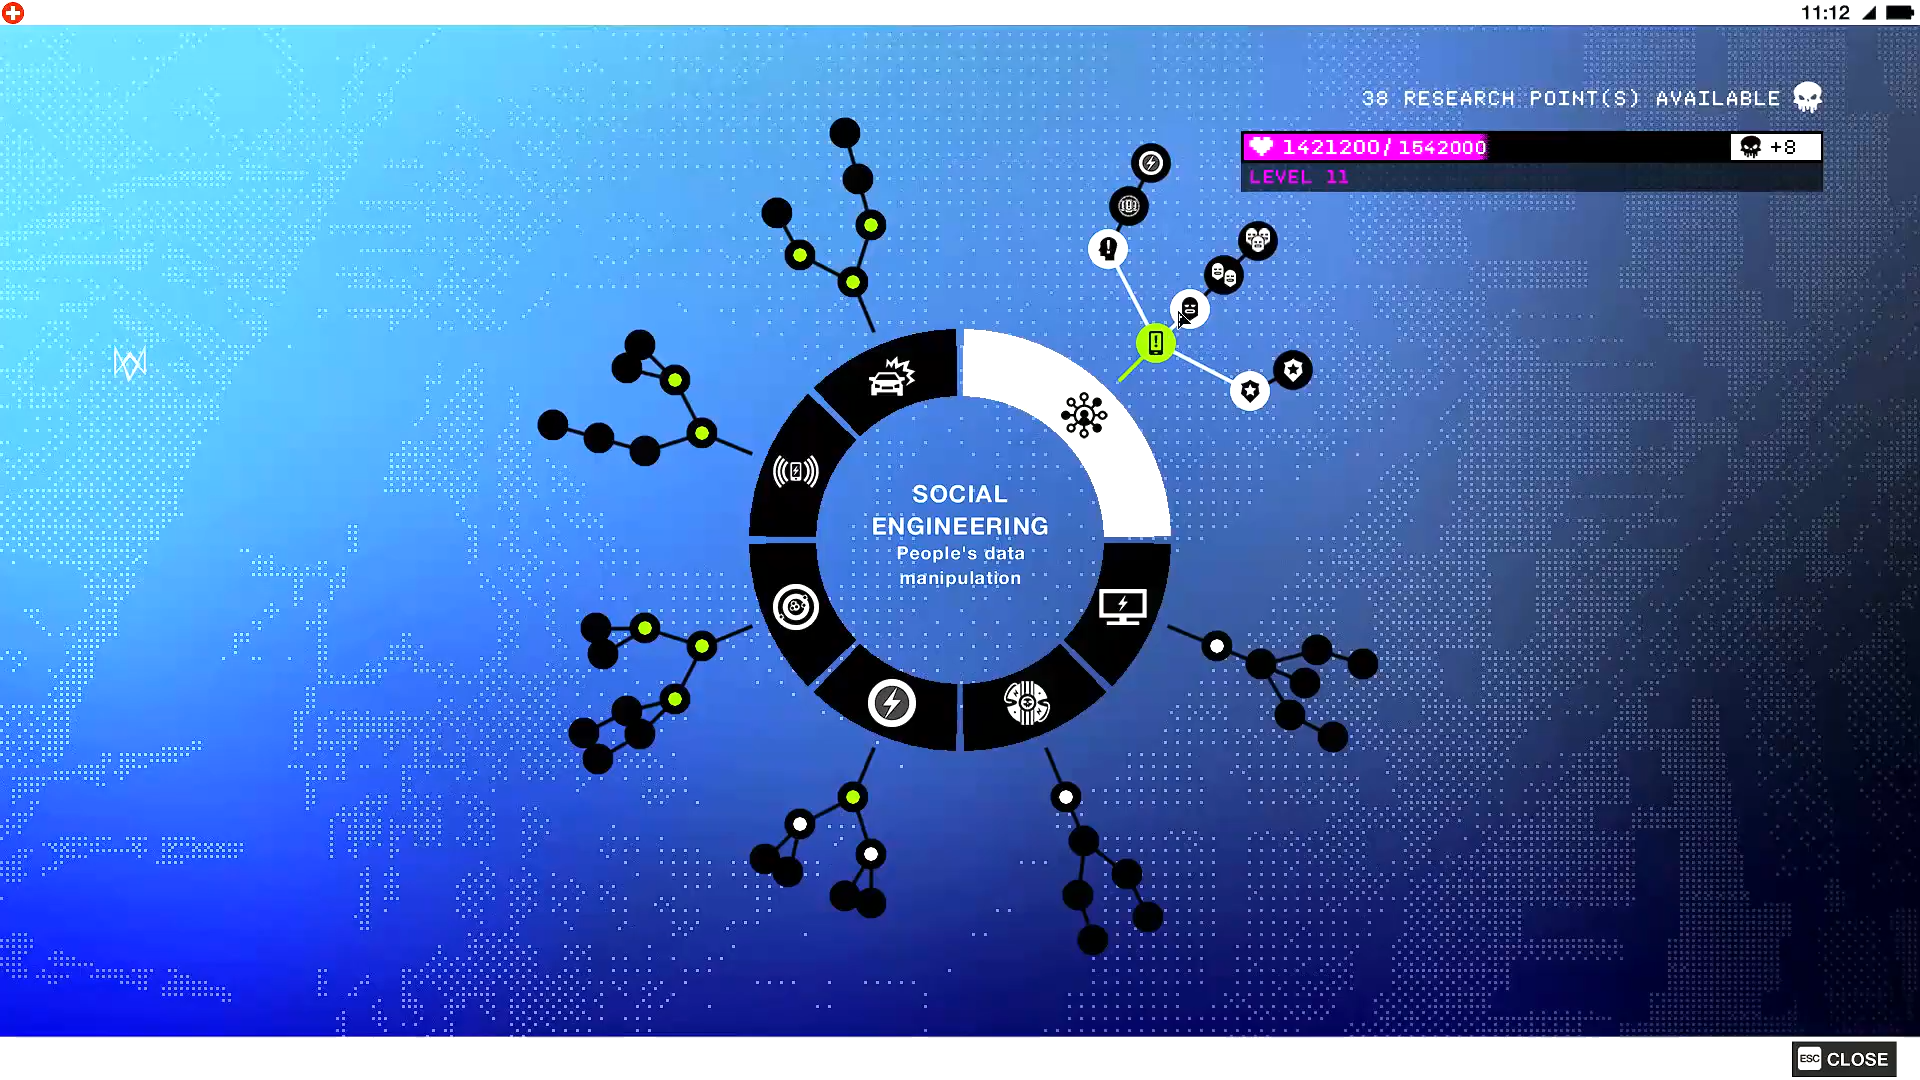 11:12
38 RESEARCH POINT(S) AVAILABLE
1421200/1542000
+8
LEVEL 11
SOCIAL
ENGINEERING
People's data
manipulation
ESC CLOSE